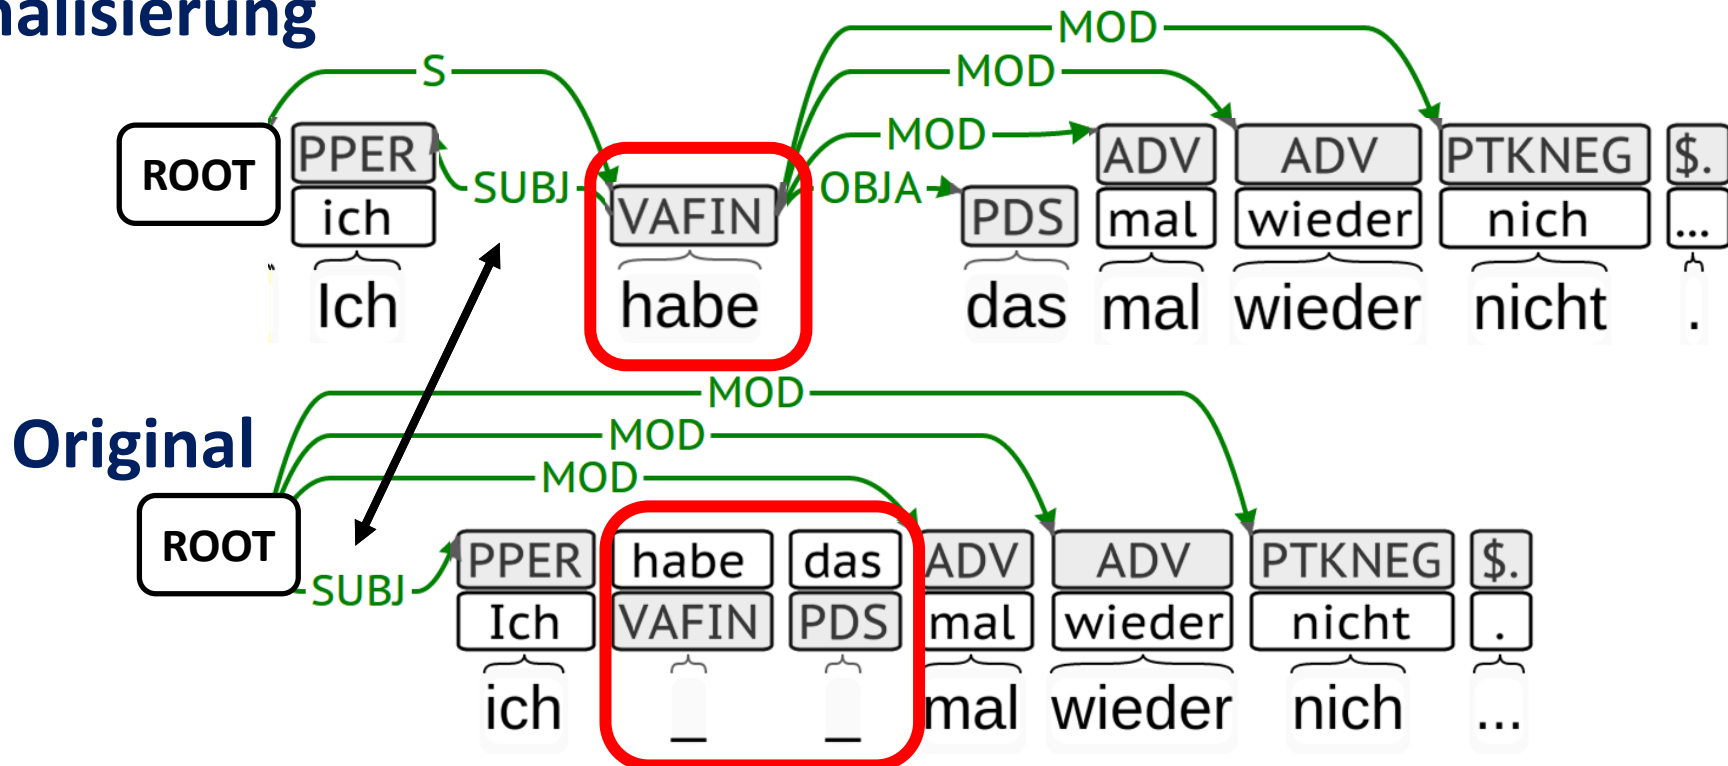 nalisierung
MOD
S MOD
MOD
ROOT PPER SUBJ VAFIN OBJA PDS ADV ADV PTKNEG $.
ich mal wieder nich ...
Ich habe das mal wieder nicht .
MOD
Original MOD
MOD
ROOT SUBJ PPER habe das ADV ADV PTKNEG $.
Ich VAFIN PDS mal wieder nicht .
ich _ _ mal wieder nich ...